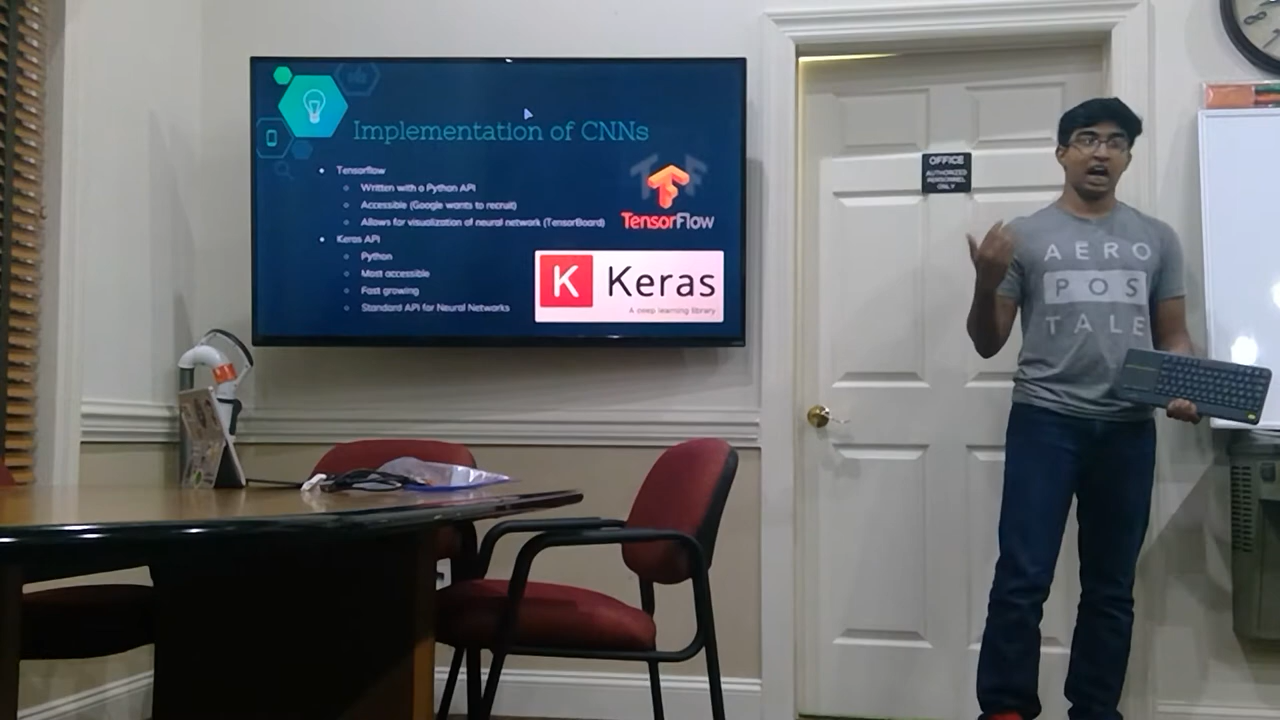 Implementation of CNNs
Tensorflow
Written with a Python API
Accessible (Google wants to recruit)
Allows for visualization of neural network (TensorBoard)
Keras API
Python
Most accessible
Fast growing
Standard API for Neural Networks
TensorFlow
K Keras
A deep learning library
OFFICE
AUTHORIZED
PERSONNEL
ONLY
AERO
POS
TALE